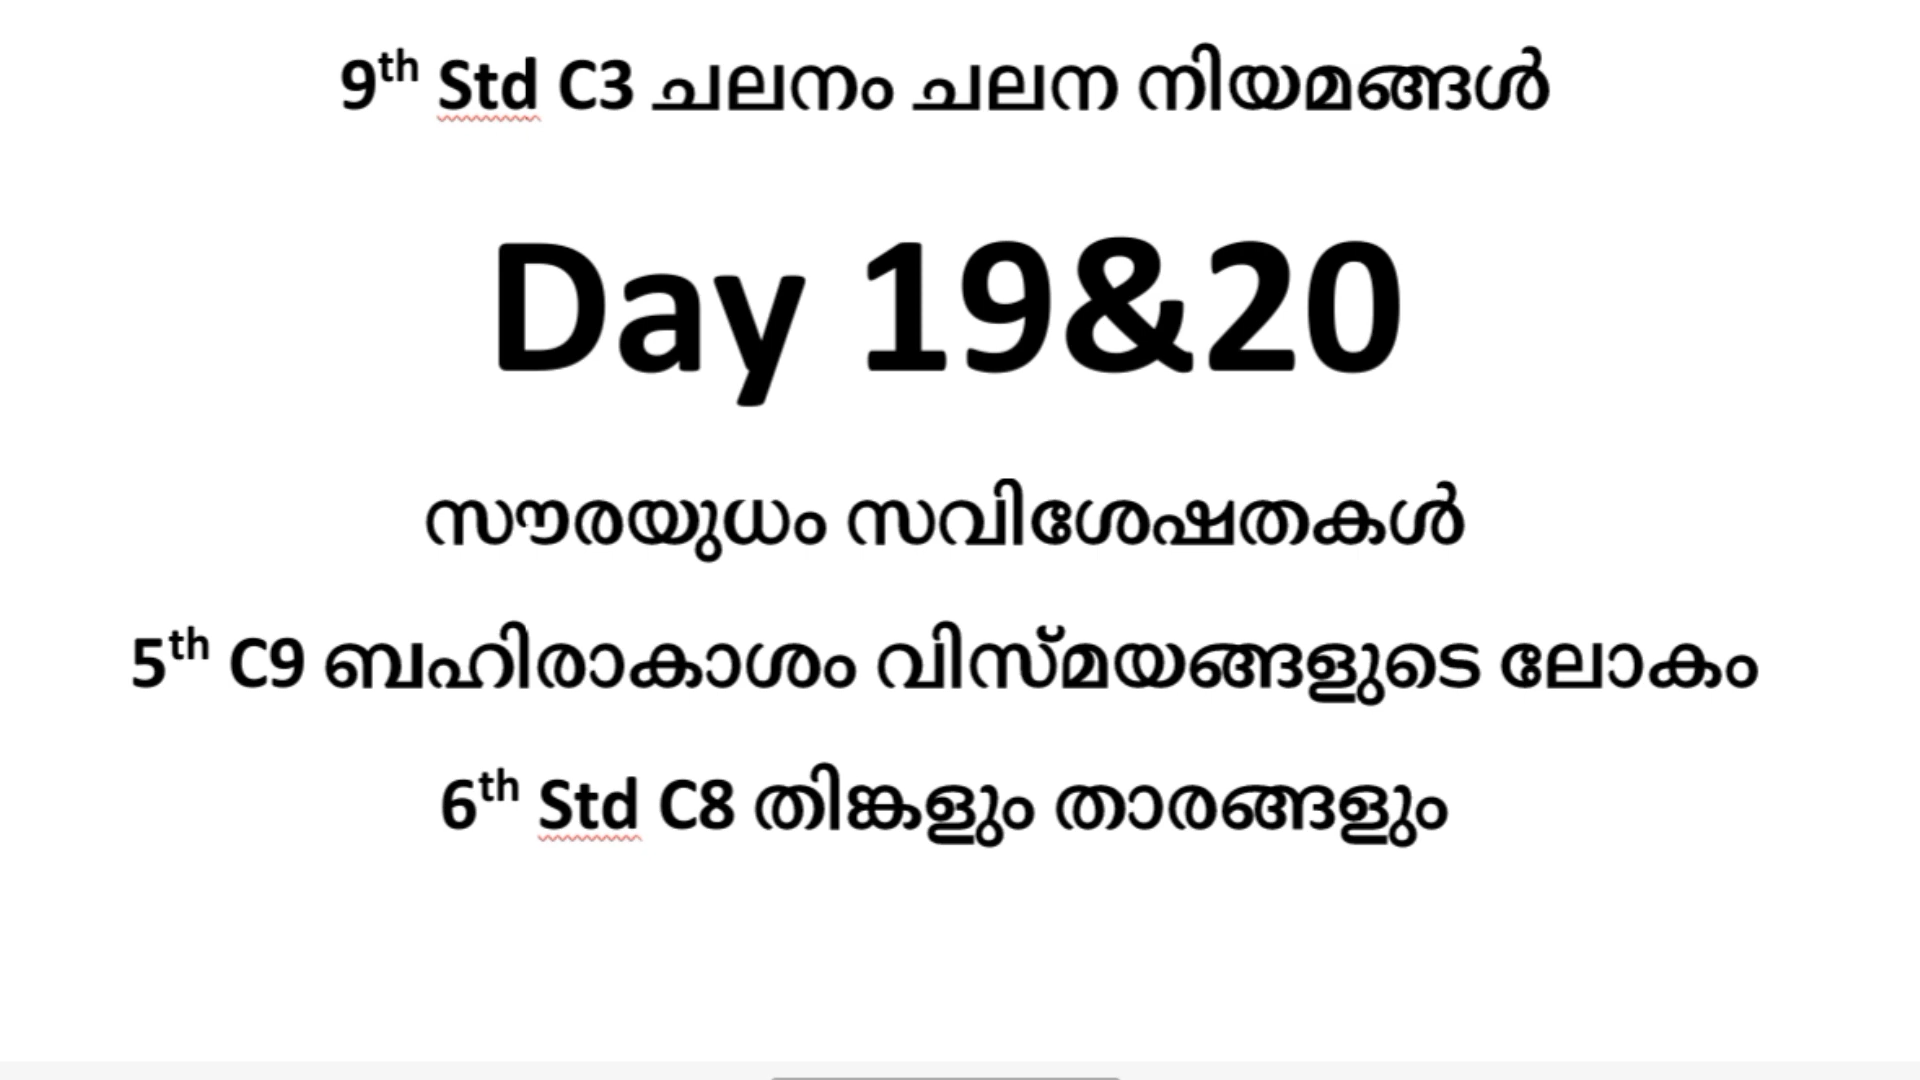 9th Std C3 ചലനം ചലന നിയമങ്ങൾ
Day 19&20
സൗരയുധം സവിശേഷതകൾ
5th C9 ബഹിരാകാശം വിസ്മയങ്ങളുടെ ലോകം
6th Std C8 തിങ്കളും താരങ്ങളും